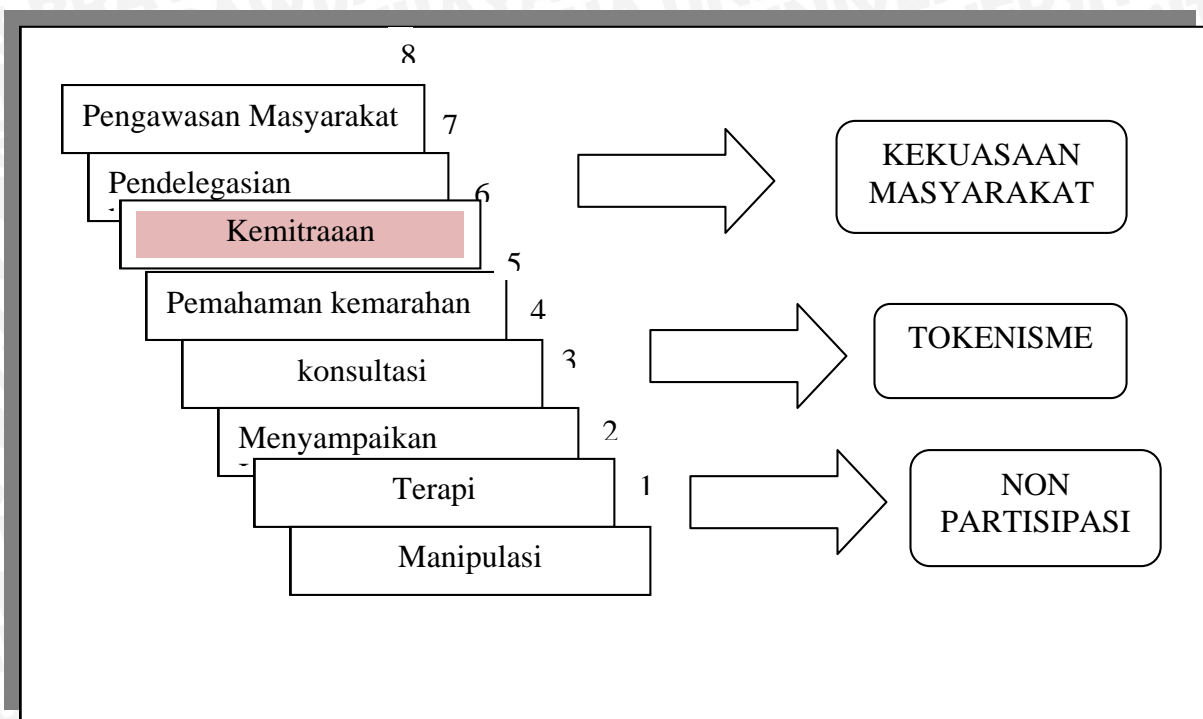 8
Pengawasan Masyarakat
7
Pendelegasian
6
Kemitraaan
5
Pemahaman kemarahan
4
konsultasi
3
Menyampaikan
2
Terapi
1
Manipulasi
KEKUASAAN
MASYARAKAT
TOKENISME
NON
PARTISIPASI